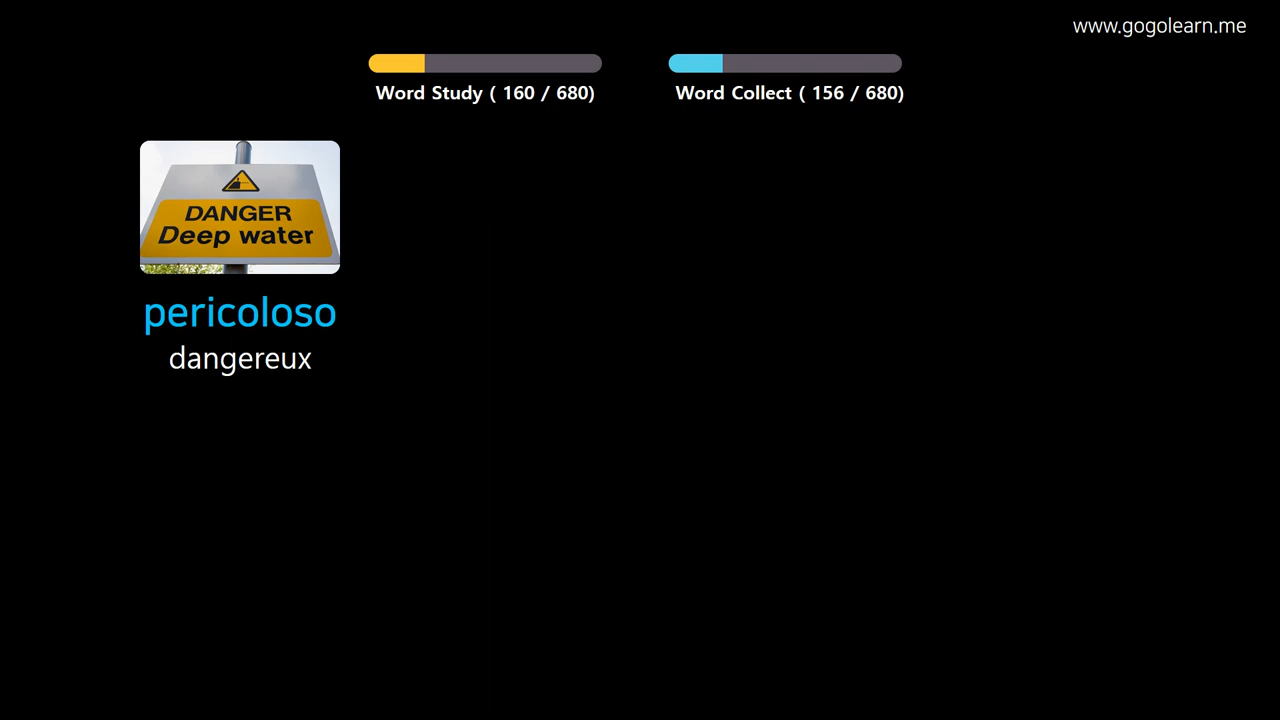 www.gogolearn.me
Word Study ( 160 / 680)
Word Collect ( 156 / 680)
DANGER
Deep water
pericoloso
dangereux